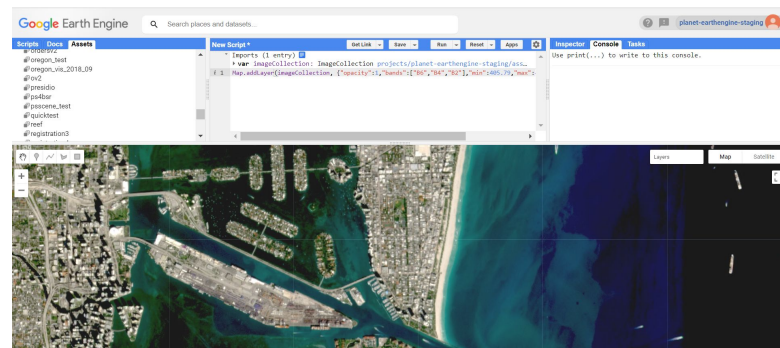 Google Earth Engine
Search places and datasets...
planet-earthengine-staging
Scripts Docs Assets
ordersv2
oregon_test
oregon_vis_2018_09
ov2
presidio
ps4bsr
psscene_test
quicktest
reef
registration3
New Script *
Get Link Save Run Reset Apps
Imports (1 entry)
var imageCollection: ImageCollection projects/planet-earthengine-staging/ass…
i 1 Map.addLayer(imageCollection, {"opacity":1,"bands":["B6","B4","B2"],"min":405.79,"max":
Inspector Console Tasks
Use print(...) to write to this console.
Layers
Map Satellite